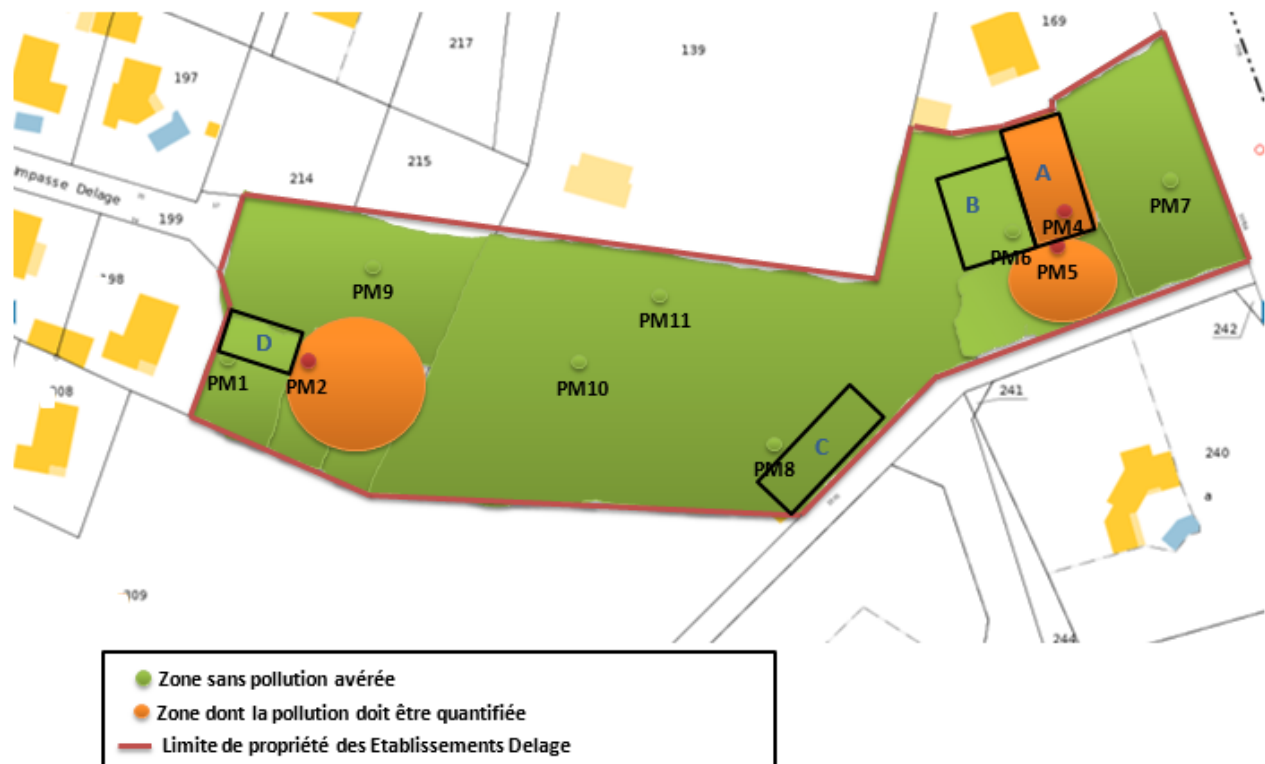 169
217
139
197
215
214
Impasse Delage
199
A
B
PM7
PM4
PM6
PM5
198
PM9
PM11
242
D
PM1
PM2
PM10
241
C
PM8
240
a
309
244
Zone sans pollution avérée
Zone dont la pollution doit être quantifiée
Limite de propriété des Etablissements Delage